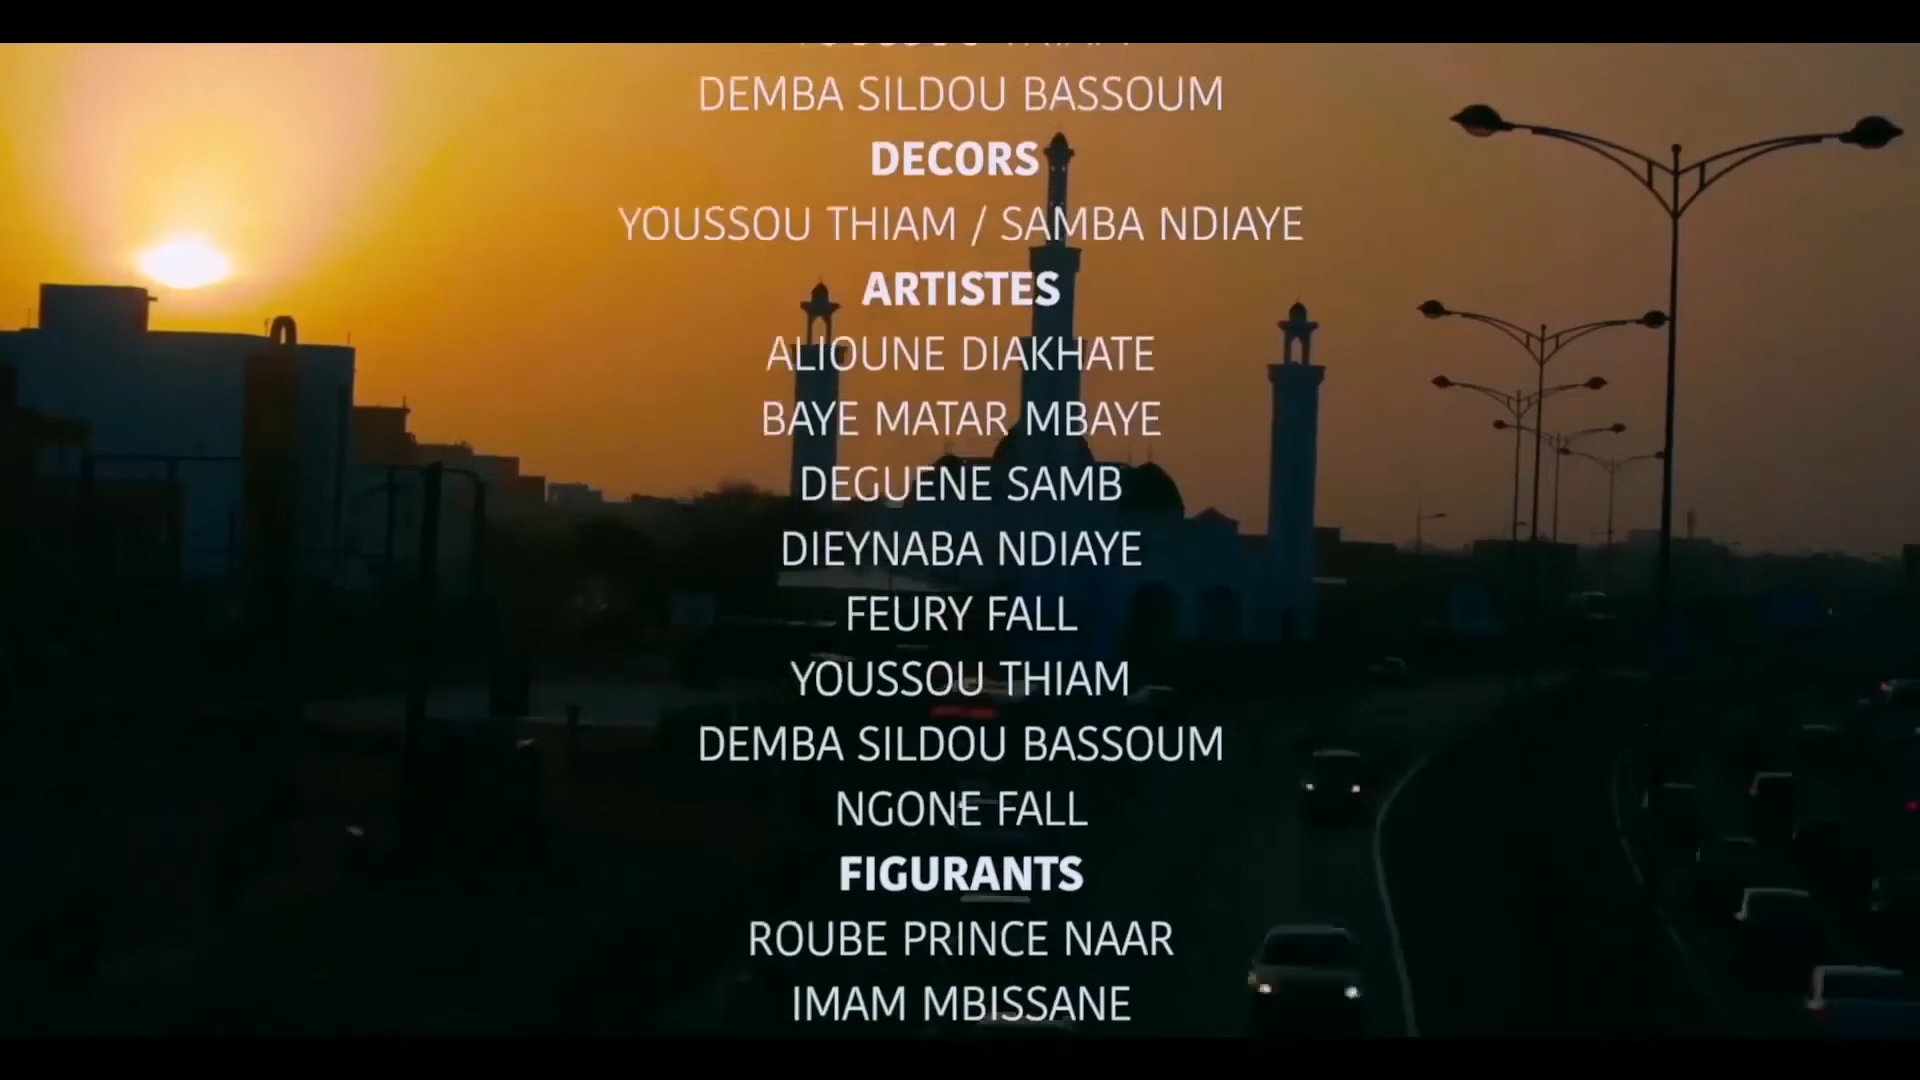 DEMBA SILDOU BASSOUM
DECORS
YOUSSOU THIAM / SAMBA NDIAYE
ARTISTES
ALIOUNE DIAKHATE
BAYE MATAR MBAYE
DEGUENE SAMB
DIEYNABA NDIAYE
FEURY FALL
YOUSSOU THIAM
DEMBA SILDOU BASSOUM
NGONE FALL
FIGURANTS
ROUBE PRINCE NAAR
IMAM MBISSANE